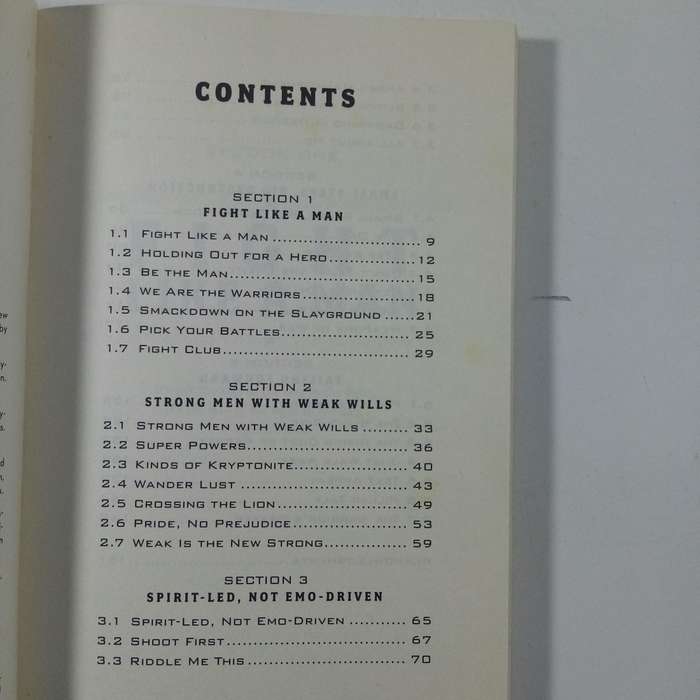 CONTENTS
SECTION 1
FIGHT LIKE A MAN
1.1 FIGHT LIKE A MAN .......................... 9
1.2 HOLDING OUT FOR A HERO.............. 12
1.3 BE THE MAN................................ 15
1.4 WE ARE THE WARRIORS................... 18
1.5 SMACKDOWN ON THE SLAYGROUND ......21
1.6 PICK YOUR BATTLES....................... 25
1.7 FIGHT CLUB................................. 29
SECTION 2
STRONG MEN WITH WEAK WILLS
2.1 STRONG MEN WITH WEAK WILLS ......... 33
2.2 SUPER POWERS............................ 36
2.3 KINDS OF KRYPTONITE.................... 40
2.4 WANDER LUST .............................. 43
2.5 CROSSING THE LION....................... 49
2.6 PRIDE, NO PREJUDICE.................... 53
2.7 WEAK IS THE NEW STRONG............... 59
SECTION 3
SPIRIT-LED, NOT EMO-DRIVEN
3.1 SPIRIT-LED, NOT EMO-DRIVEN ........... 65
3.2 SHOOT FIRST................................ 67
3.3 RIDDLE ME THIS ............................ 70